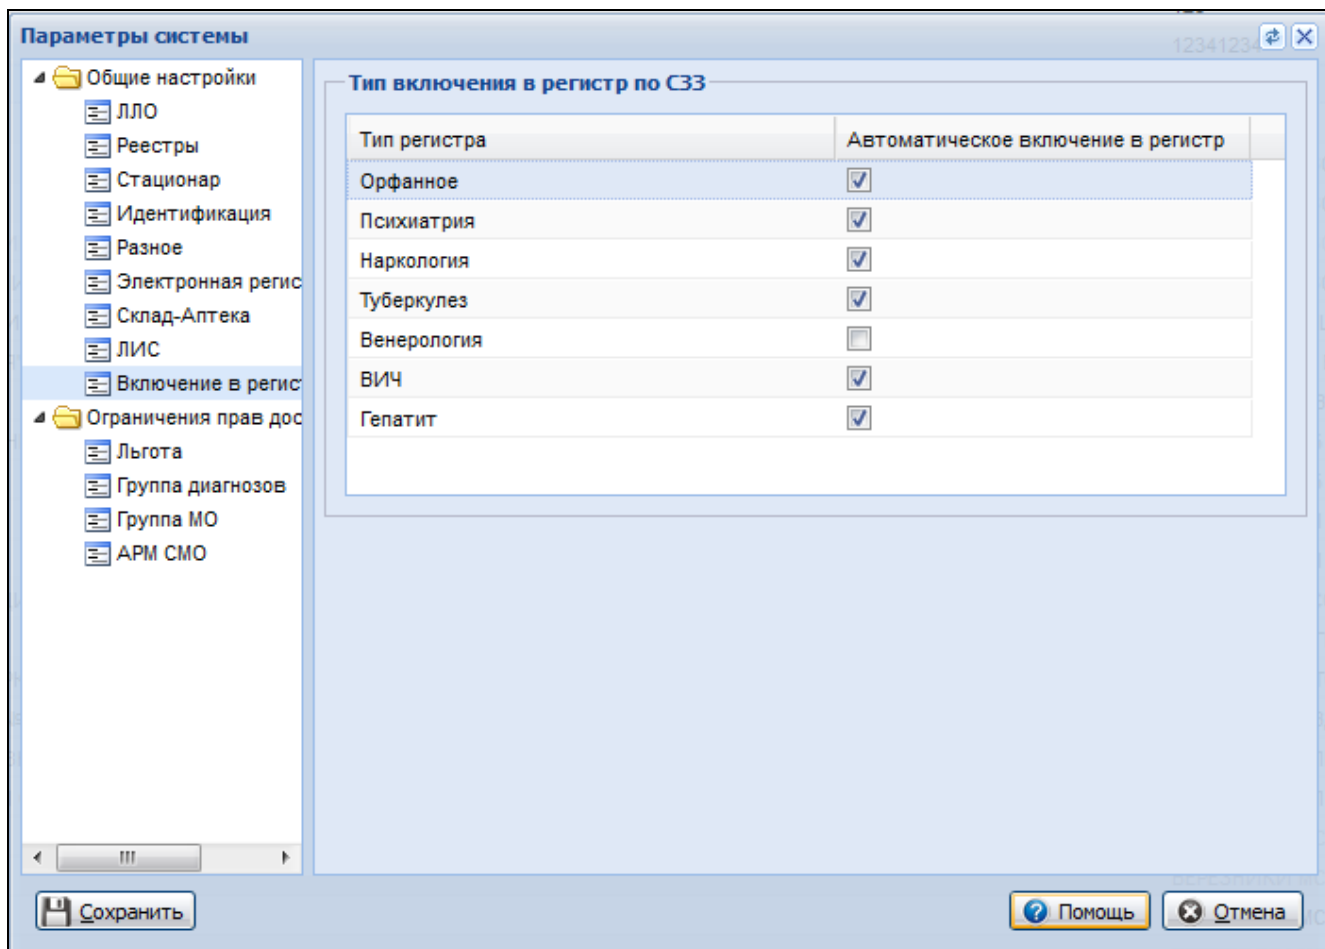 Параметры системы
12341234
Общие настройки
ЛЛО
Реестры
Стационар
Идентификация
Разное
Электронная регис
Склад-Аптека
ЛИС
Включение в регист
Ограничения прав дос
Льгота
Группа диагнозов
Группа МО
АРМ СМО
Тип включения в регистр по СЗЗ
Тип регистра Автоматическое включение в регистр
Орфанное
Психиатрия
Наркология
Туберкулез
Венерология
ВИЧ
Гепатит
Сохранить
Помощь
Отмена